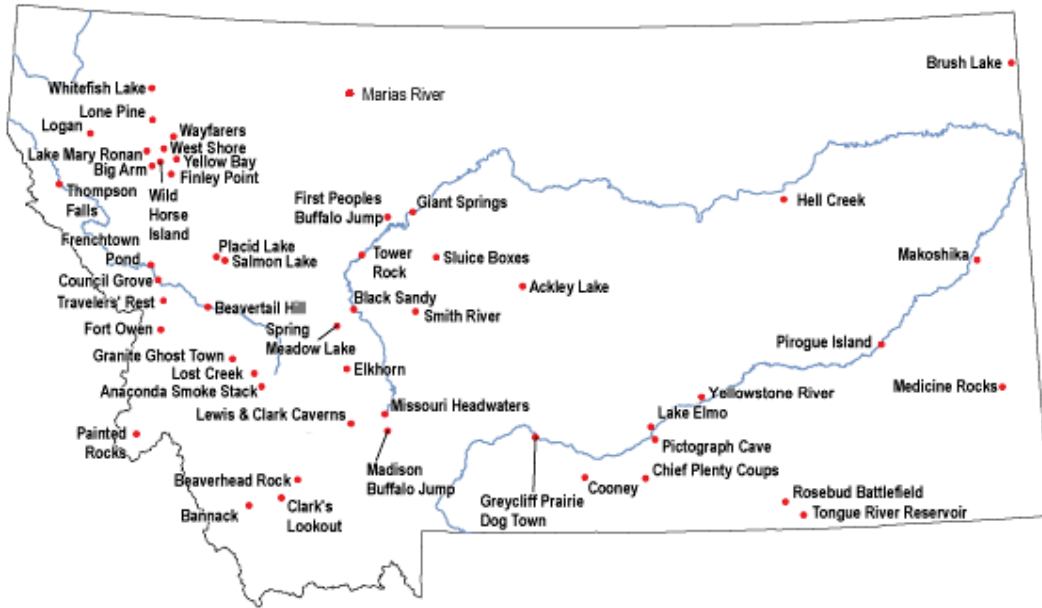 Brush Lake
Whitefish Lake
Marias River
Lone Pine
Logan
Wayfarers
West Shore
Lake Mary Ronan
Yellow Bay
Big Arm
Finley Point
Thompson
Falls
Wild
Horse
Island
First Peoples
Buffalo Jump
Giant Springs
Hell Creek
Frenchtown
Pond
Placid Lake
Salmon Lake
Tower
Rock
Sluice Boxes
Makoshika
Council Grove
Travelers' Rest
Beavertail Hill
Black Sandy
Ackley Lake
Smith River
Fort Owen
Spring
Meadow Lake
Pirogue Island
Granite Ghost Town
Lost Creek
Elkhorn
Anaconda Smoke Stack
Medicine Rocks
Yellowstone River
Lewis & Clark Caverns
Missouri Headwaters
Lake Elmo
Painted
Rocks
Pictograph Cave
Madison
Buffalo Jump
Chief Plenty Coups
Beaverhead Rock
Cooney
Greycliff Prairie
Dog Town
Clark's
Lookout
Bannack
Rosebud Battlefield
Tongue River Reservoir